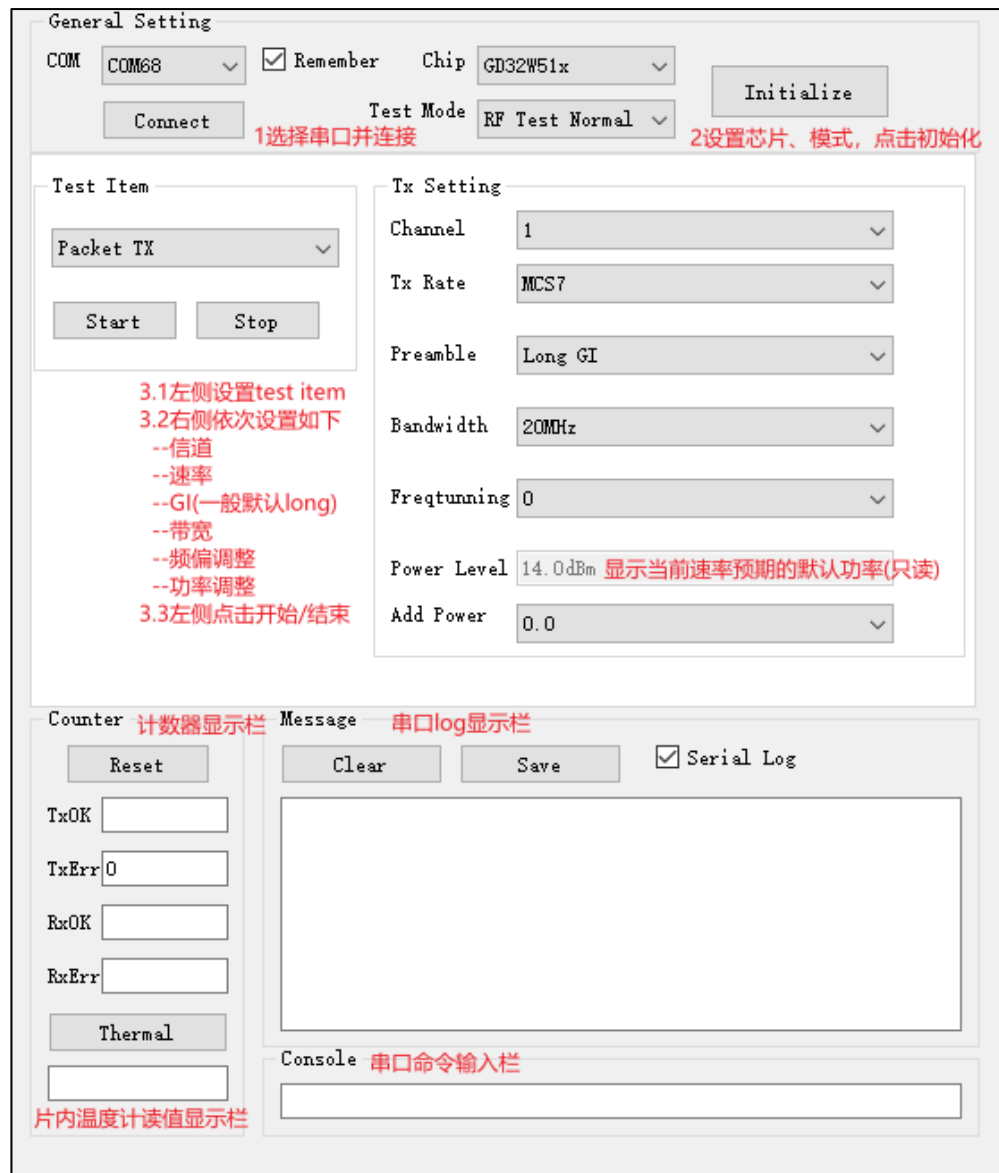 General Setting
COM COM68 Remember Chip GD32W51x
Initialize
Connect Test Mode RF Test Normal
1选择串口并连接 2设置芯片、模式，点击初始化
Test Item
Packet TX
Start Stop
3.1左侧设置test item
3.2右侧依次设置如下
--信道
--速率
--GI(一般默认long)
--带宽
--频偏调整
--功率调整
3.3左侧点击开始/结束
Tx Setting
Channel 1
Tx Rate MCS7
Preamble Long GI
Bandwidth 20MHz
Freqtunning 0
Power Level 14.0dBm 显示当前速率预期的默认功率(只读)
Add Power 0.0
Counter 计数器显示栏
Reset
TxOK
TxErr 0
RxOK
RxErr
Thermal
片内温度计读值显示栏
Message 串口log显示栏
Clear Save Serial Log
Console 串口命令输入栏